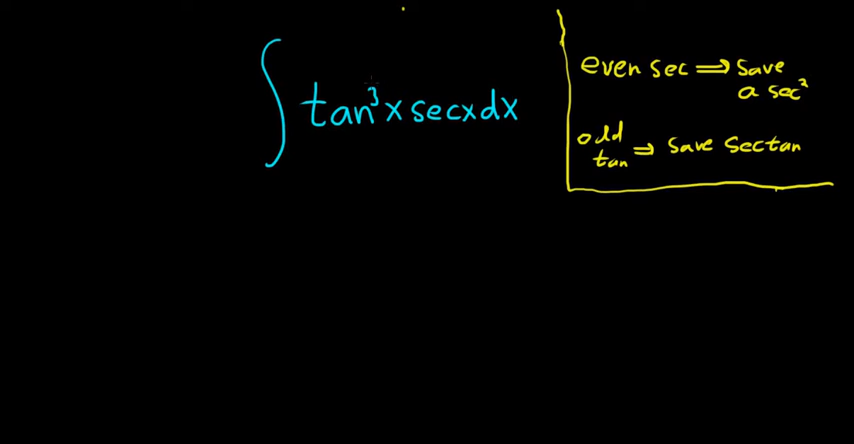 ∫ tan³x secx dx
even sec ⟹ save
a sec²
odd
tan ⇒ save sectan